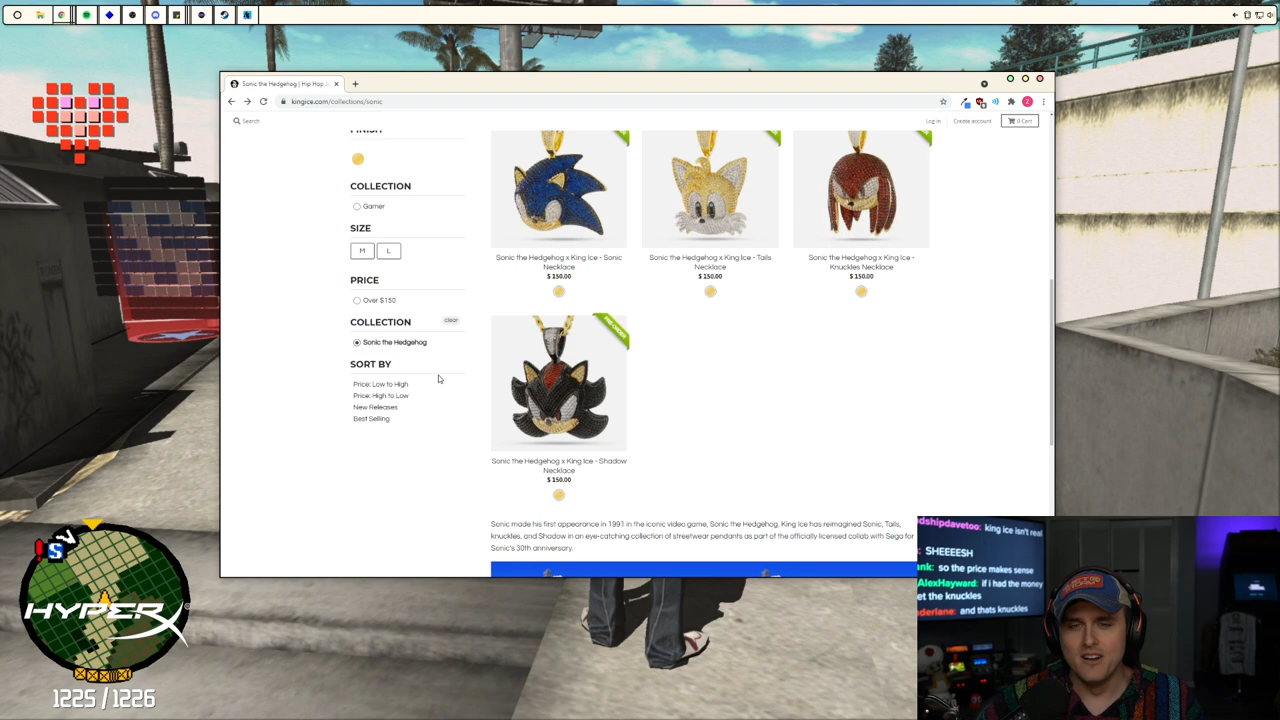 Sonic the Hedgehog | Hip Hop J
kingice.com/collections/sonic
Search
Log in
Create account
0 Cart
FINISH
COLLECTION
Gamer
SIZE
M
L
PRICE
Over $150
COLLECTION
clear
Sonic the Hedgehog
SORT BY
Price: Low to High
Price: High to Low
New Releases
Best Selling
Sonic the Hedgehog x King Ice - Sonic
Necklace
$ 150.00
Sonic the Hedgehog x King Ice - Tails
Necklace
$ 150.00
Sonic the Hedgehog x King Ice -
Knuckles Necklace
$ 150.00
PRE-ORDER
Sonic the Hedgehog x King Ice - Shadow
Necklace
$ 150.00
Sonic made his first appearance in 1991 in the iconic video game, Sonic the Hedgehog. King Ice has reimagined Sonic, Tails,
knuckles, and Shadow in an eye-catching collection of streetwear pendants as part of the officially licensed collab with Sega for
Sonic's 30th anniversary.
S
HYPERX
1225 / 1226
dshipdavetoo: king ice isn't real
: SHEEEESH
ank: so the price makes sense
AlexHayward: if i had the money
et the knuckles
derlane: and thats knuckles